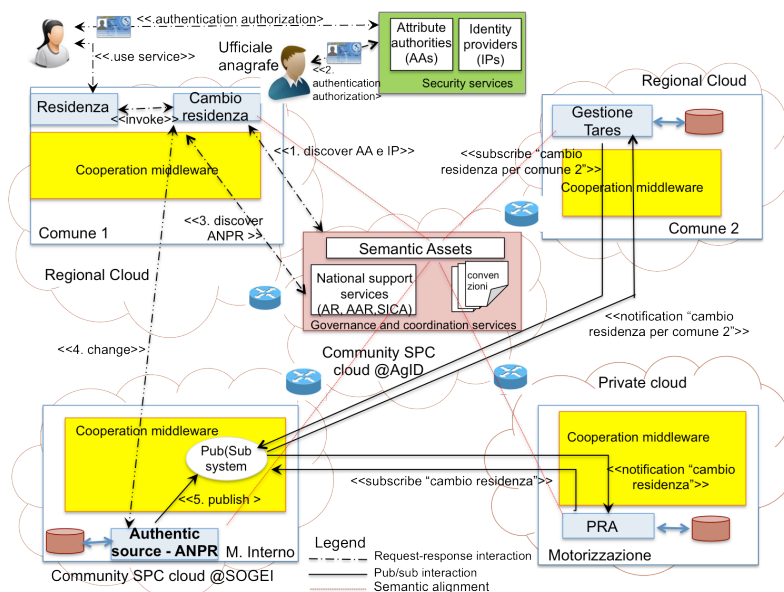 <<.authentication authorization>
<<.use service>>
Ufficiale
anagrafe
<<2.
authentication
authorization>
Attribute
authorities
(AAs)
Identity
providers
(IPs)
Security services
Residenza
Cambio
residenza
<<invoke>>
Cooperation middleware
Comune 1
Regional Cloud
<<1. discover AA e IP>>
<<3. discover
ANPR >>
<<4. change>>
Regional Cloud
Gestione
Tares
<<subscribe “cambio
residenza per comune 2”>>
Cooperation middleware
Comune 2
Semantic Assets
National support
services
(AR, AAR,SICA)
conven
zioni
Governance and coordination services
Community SPC
cloud @AgID
<<notification “cambio
residenza per comune 2”>>
Private cloud
Cooperation middleware
Pub(Sub
system
<<5. publish >
Authentic
source - ANPR
M. Interno
Community SPC cloud @SOGEI
<<subscribe “cambio residenza”>>
Cooperation middleware
<<notification “cambio
residenza”>>
PRA
Motorizzazione
Legend
Request-response interaction
Pub/sub interaction
Semantic alignment